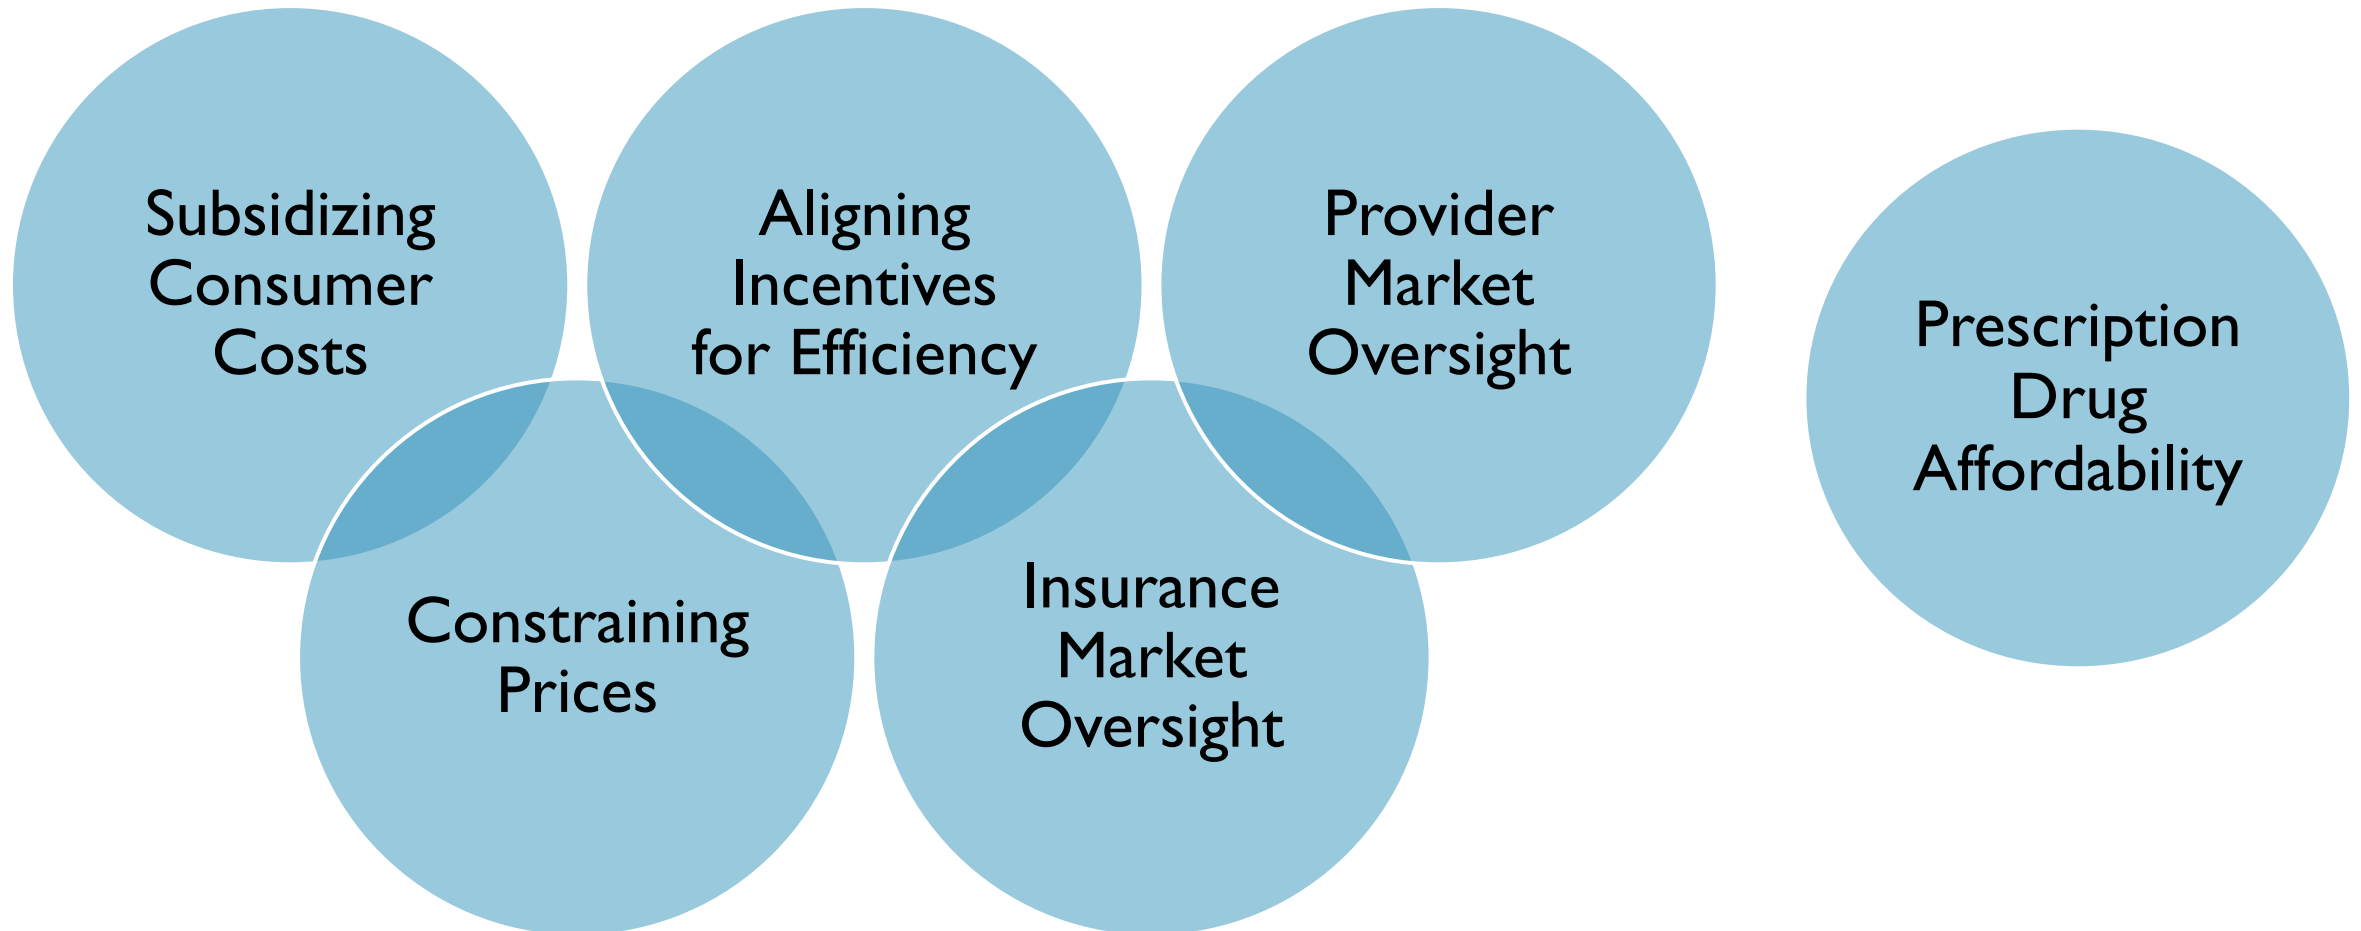 Subsidizing
Consumer
Costs
Aligning
Incentives
for Efficiency
Provider
Market
Oversight
Prescription
Drug
Affordability
Constraining
Prices
Insurance
Market
Oversight